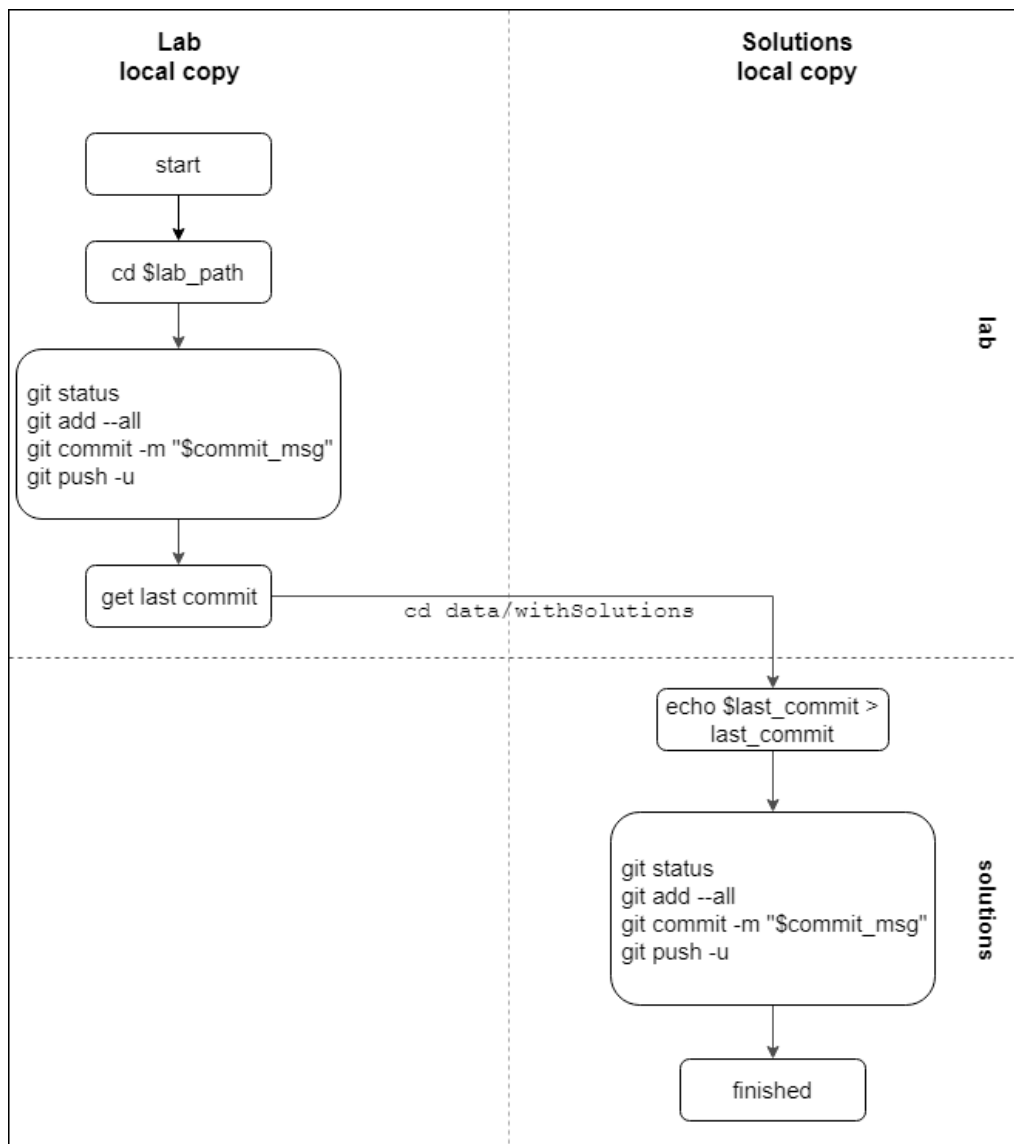 Lab
local copy
Solutions
local copy
start
cd $lab_path
lab
git status
git add --all
git commit -m "$commit_msg"
git push -u
get last commit
cd data/withSolutions
echo $last_commit >
last_commit
solutions
git status
git add --all
git commit -m "$commit_msg"
git push -u
finished